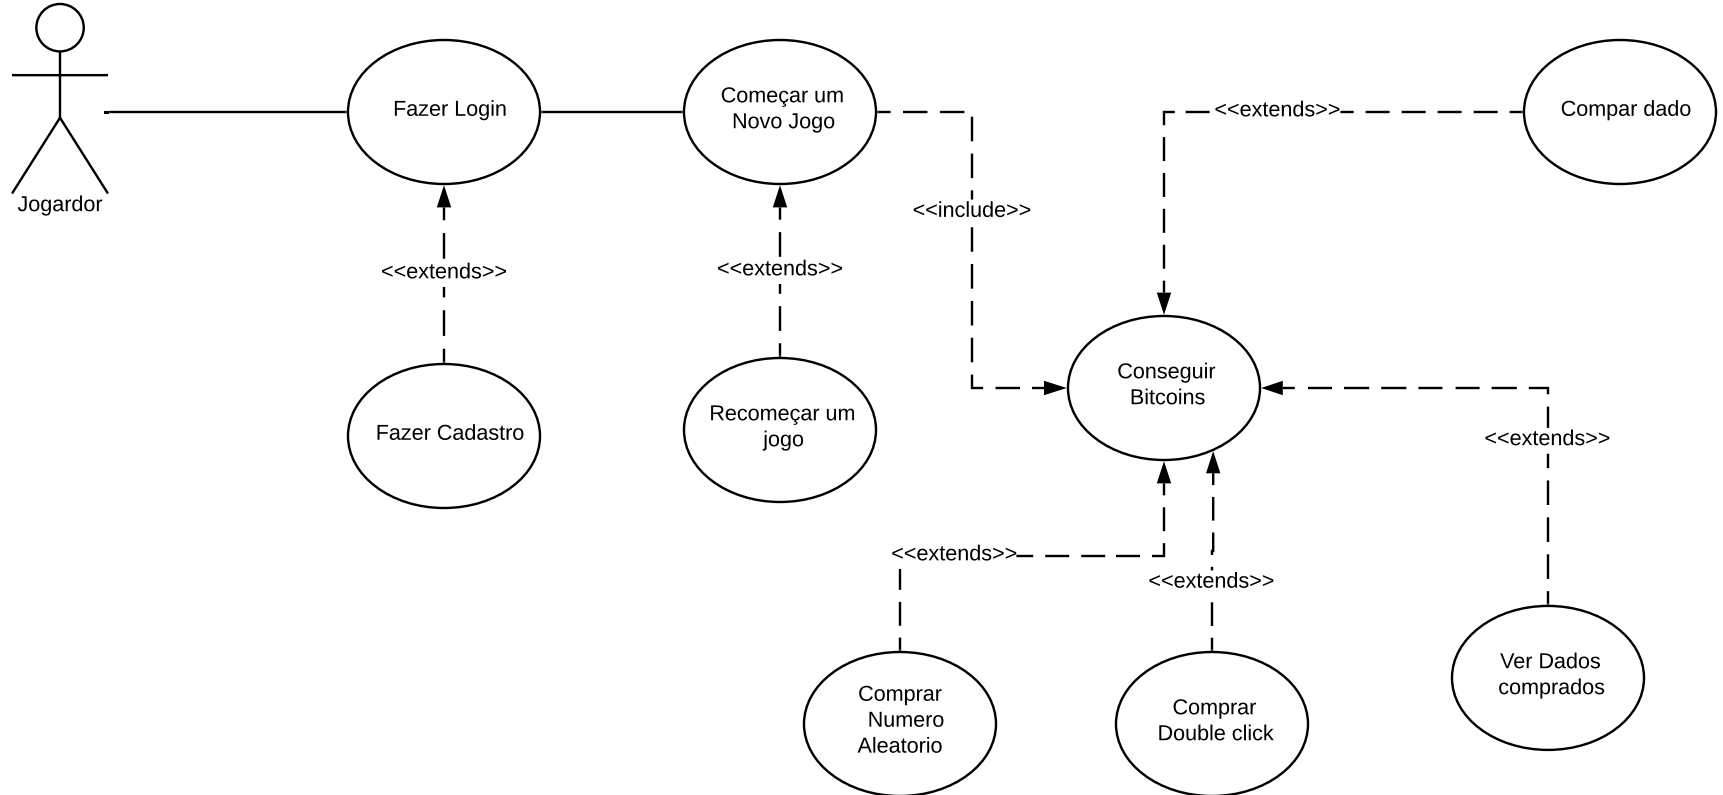 Fazer Login
Começar um
Novo Jogo
<<extends>>
Compar dado
Jogardor
<<include>>
<<extends>>
<<extends>>
Conseguir
Bitcoins
Fazer Cadastro
Recomeçar um
jogo
<<extends>>
<<extends>>
<<extends>>
Comprar
Numero
Aleatorio
Comprar
Double click
Ver Dados
comprados